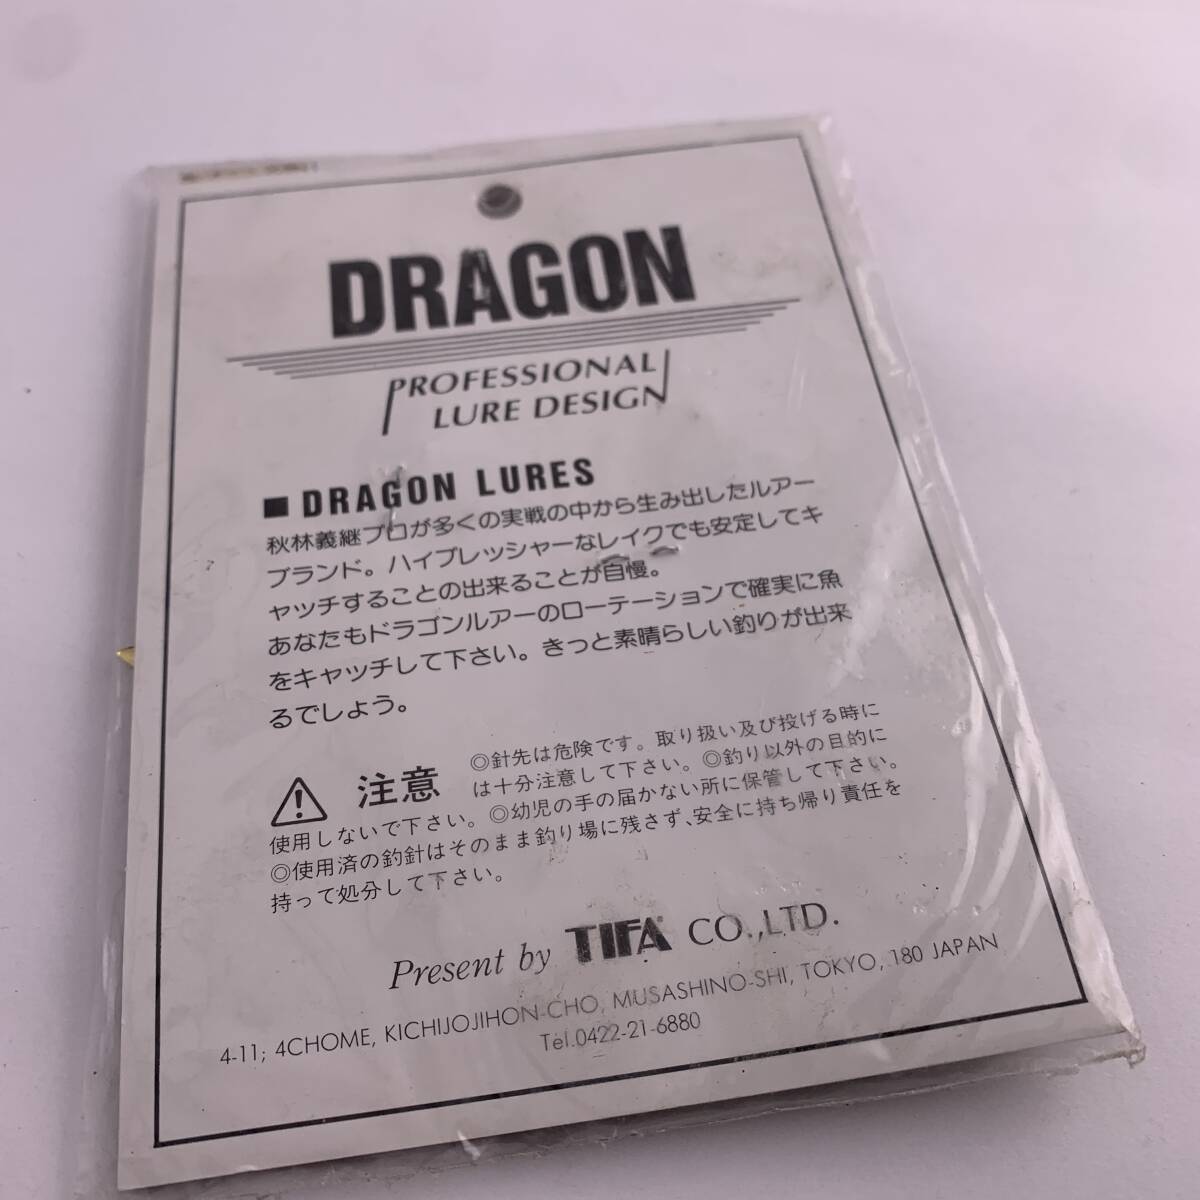 DRAGON
PROFESSIONAL
LURE DESIGN
■ DRAGON LURES
秋林義継プロが多くの実戦の中から生み出したルアー
ブランド。ハイプレッシャーなレイクでも安定してキ
ャッチすることの出来ることが自慢。
あなたもドラゴンルアーのローテーションで確実に魚
をキャッチして下さい。きっと素晴らしい釣りが出来
るでしよう。
注意
◎針先は危険です。取り扱い及び投げる時に
は十分注意して下さい。◎釣り以外の目的に
使用しないで下さい。◎幼児の手の届かない所に保管して下さい。
◎使用済の釣針はそのまま釣り場に残さず、安全に持ち帰り責任を
持って処分して下さい。
Present by TIFA CO.,LTD.
4-11; 4CHOME, KICHIJOJIHON-CHO, MUSASHINO-SHI, TOKYO, 180 JAPAN
Tel.0422-21-6880